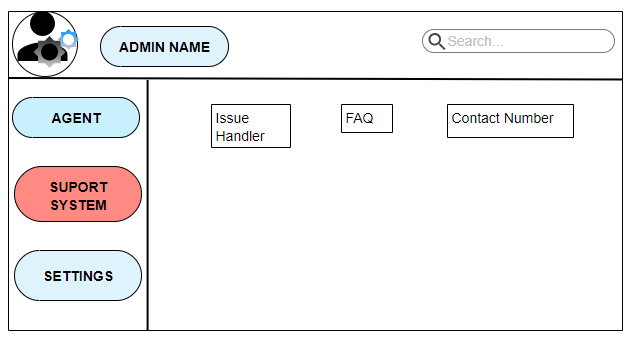 ADMIN NAME
Search...
AGENT
SUPORT
SYSTEM
SETTINGS
Issue
Handler
FAQ
Contact Number